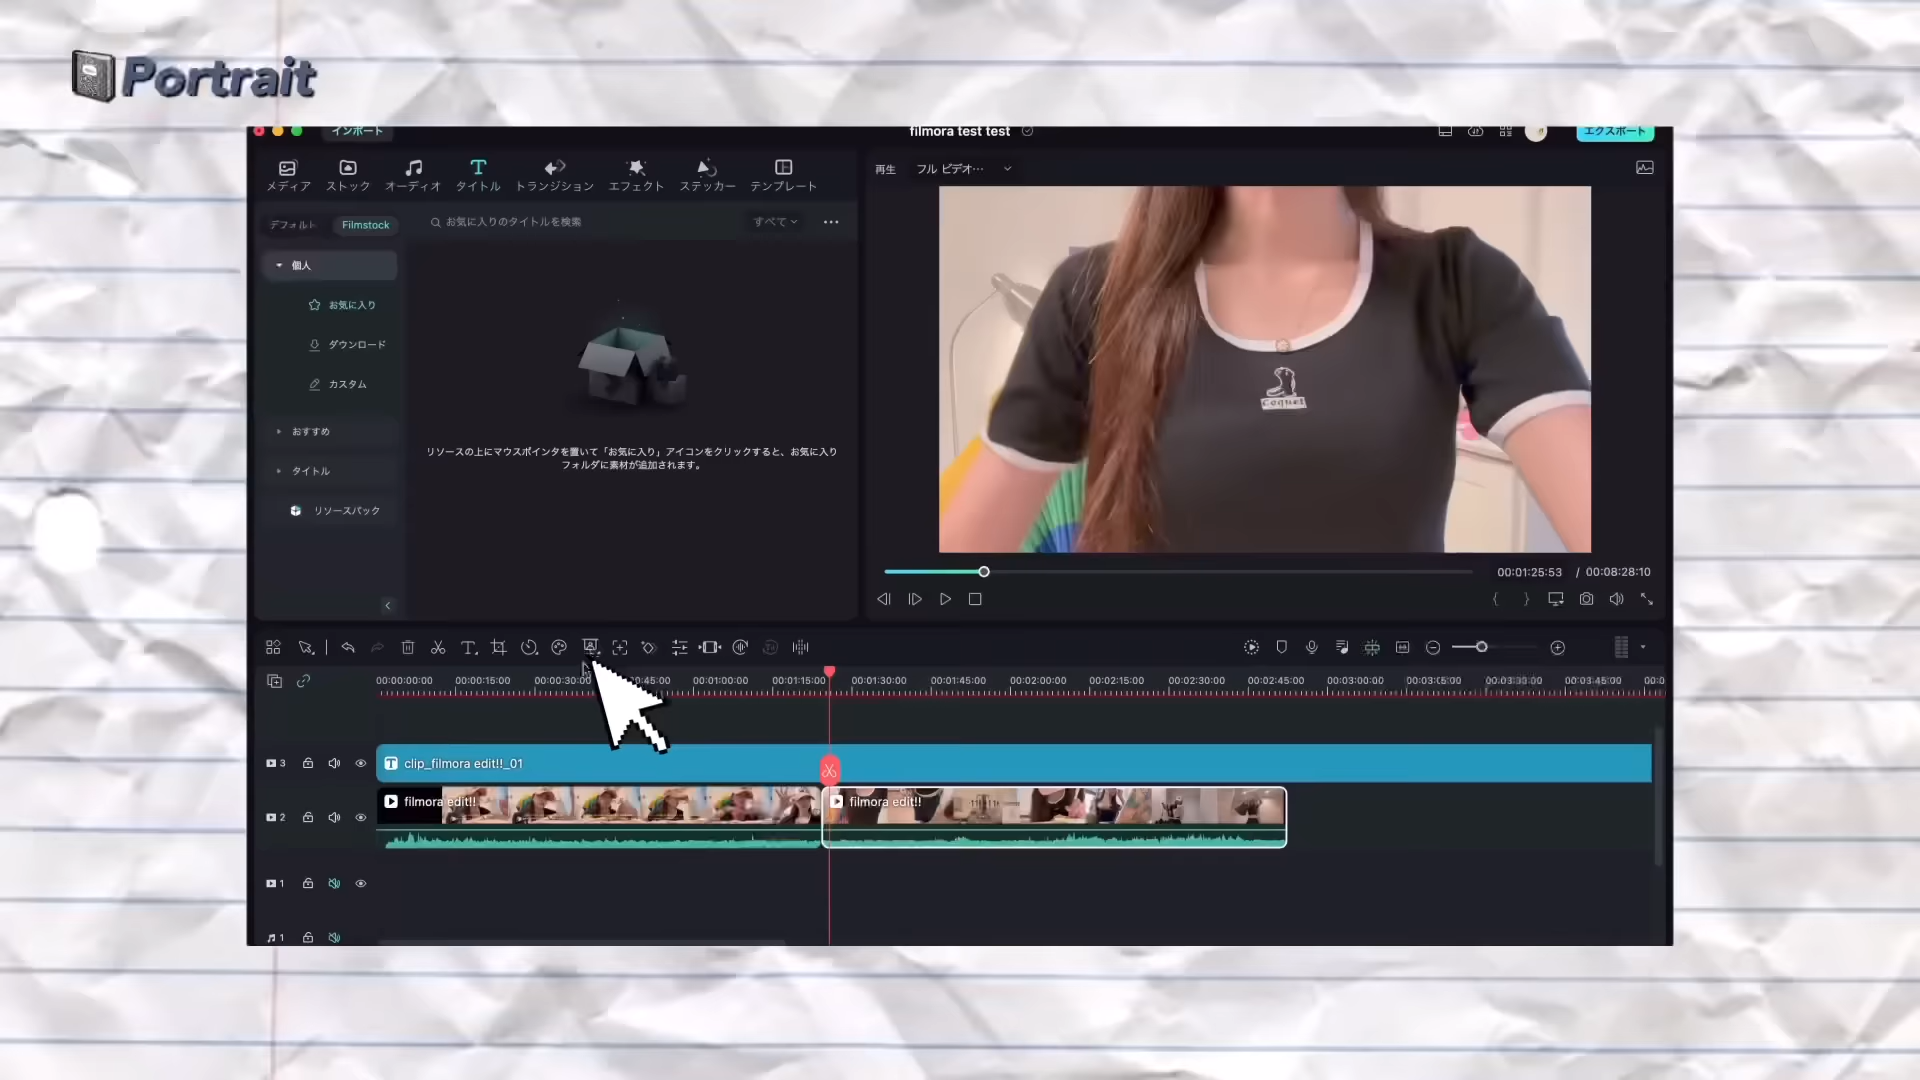 Portrait
インポート
filmora test test
エクスポート
メディア ストック オーディオ タイトル トランジション エフェクト ステッカー テンプレート
再生 フル ビデオ…
デフォルト Filmstock
お気に入りのタイトルを検索 すべて
個人
お気に入り
ダウンロード
カスタム
おすすめ
タイトル
リソースパック
リソースの上にマウスポインタを置いて「お気に入り」アイコンをクリックすると、お気に入り
フォルダに素材が追加されます。
Coquet
00:01:25:53 / 00:08:28:10
00:00:00:00 00:00:15:00 00:00:30:00 00:01:00:00 00:01:15:00 00:01:30:00 00:01:45:00 00:02:00:00 00:02:15:00 00:02:30:00 00:02:45:00 00:03:00:00 00:03:15:00
3 clip_filmora edit!!_01
2 filmora edit!! filmora edit!!
1
1